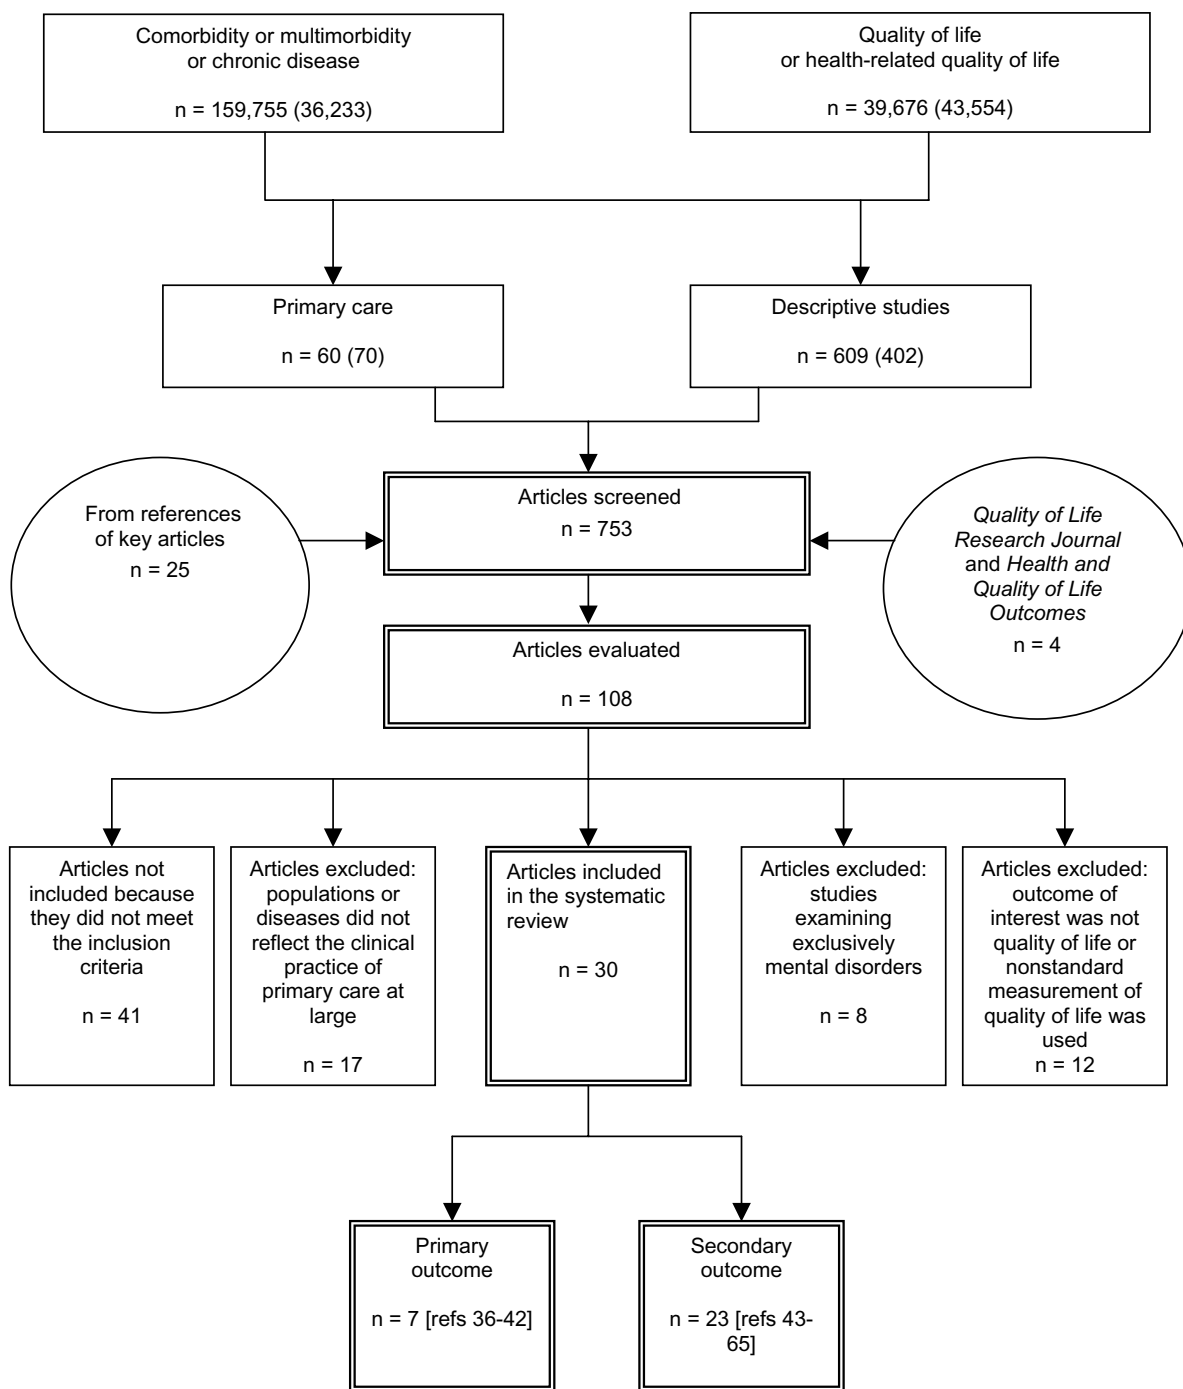 Comorbidity or multimorbidity
or chronic disease
n = 159,755 (36,233)
Quality of life
or health-related quality of life
n = 39,676 (43,554)
Primary care
n = 60 (70)
Descriptive studies
n = 609 (402)
From references
of key articles
n = 25
Articles screened
n = 753
Quality of Life
Research Journal
and Health and
Quality of Life
Outcomes
n = 4
Articles evaluated
n = 108
Articles not
included because
they did not meet
the inclusion
criteria
n = 41
Articles excluded:
populations or
diseases did not
reflect the clinical
practice of
primary care at
large
n = 17
Articles included
in the systematic
review
n = 30
Articles excluded:
studies
examining
exclusively
mental disorders
n = 8
Articles excluded:
outcome of
interest was not
quality of life or
nonstandard
measurement of
quality of life was
used
n = 12
Primary
outcome
n = 7 [refs 36-42]
Secondary
outcome
n = 23 [refs 43-
65]